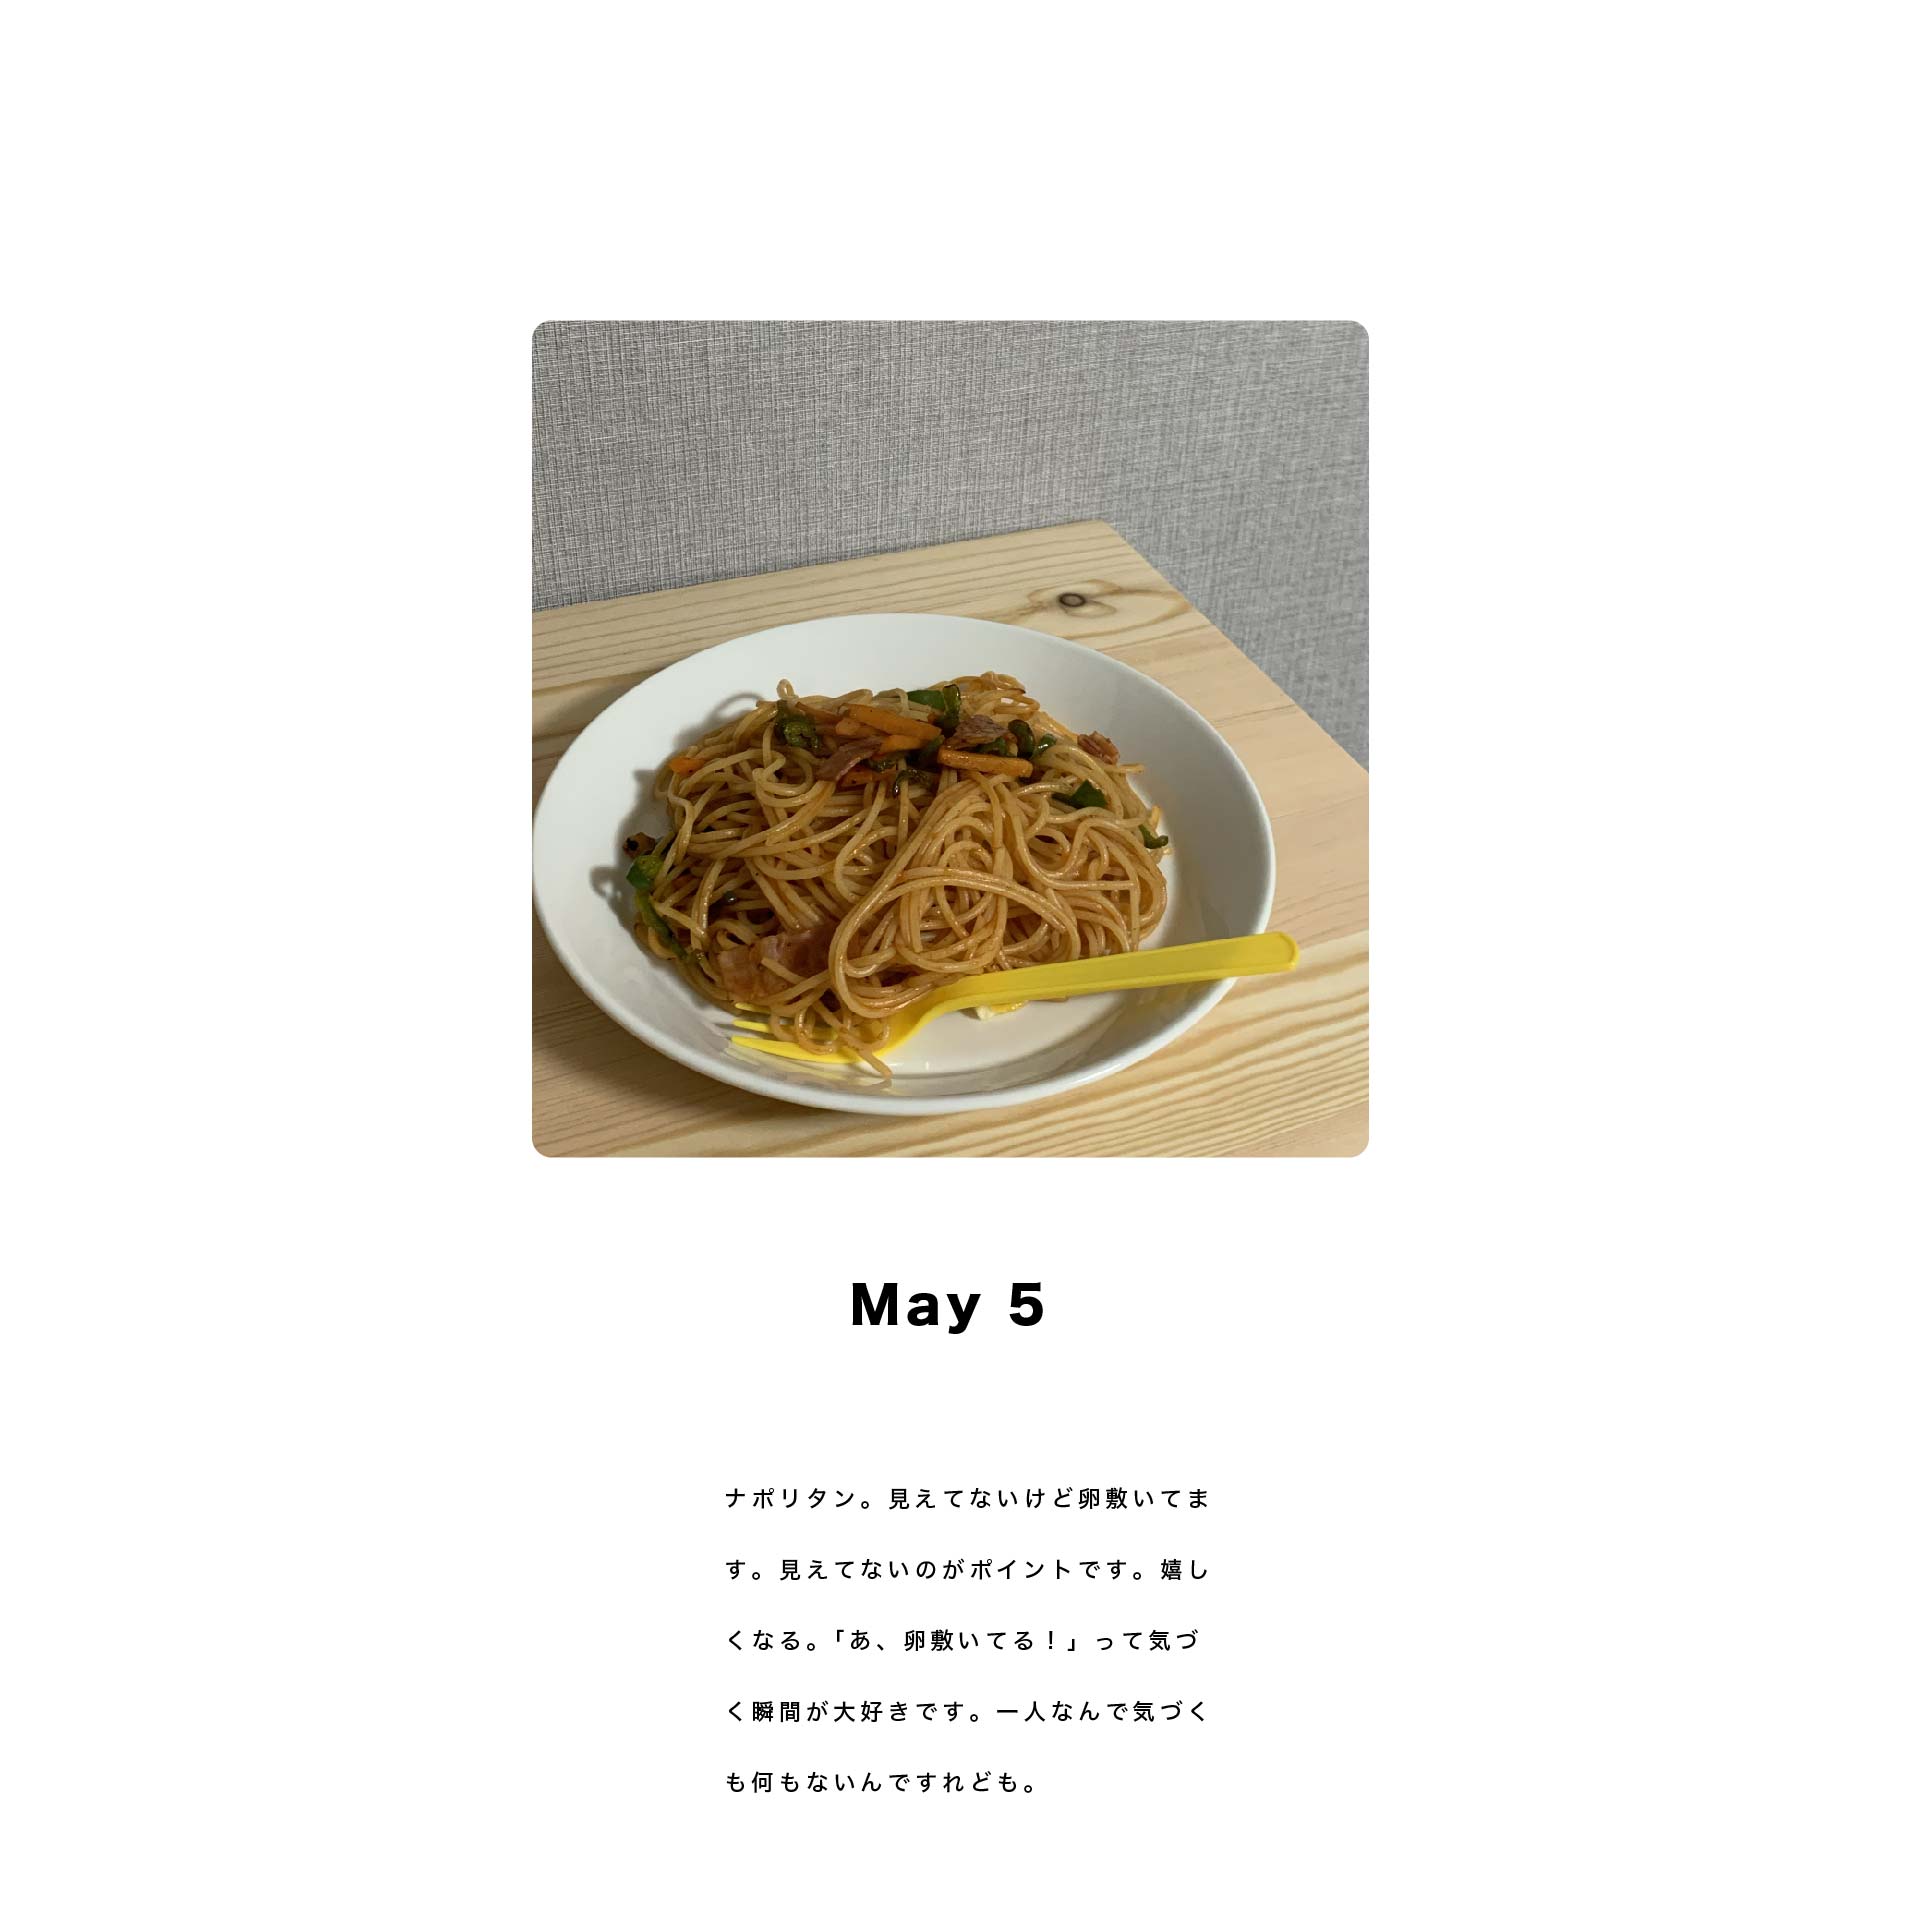 May 5
ナポリタン。見えてないけど卵敷いてま
す。見えてないのがポイントです。嬉し
くなる。「あ、卵敷いてる！」って気づ
く瞬間が大好きです。一人なんで気づく
も何もないんですれども。